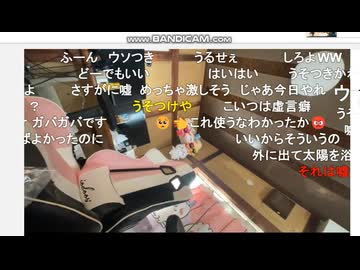 www.BANDICAM.com
ふーん ウソつき うるせぇ しろよWW
どーでもいい はいはい うそつきかよ
よ さすがに嘘 めっちゃ激しそう じゃあ今日やれ ウ
? うそつけや こいつは虚言癖
ガバガバです 🥺 これ使うなわかったか👹
ばよかったのに いいからそういうの
外に出て太陽を浴
それは嘘